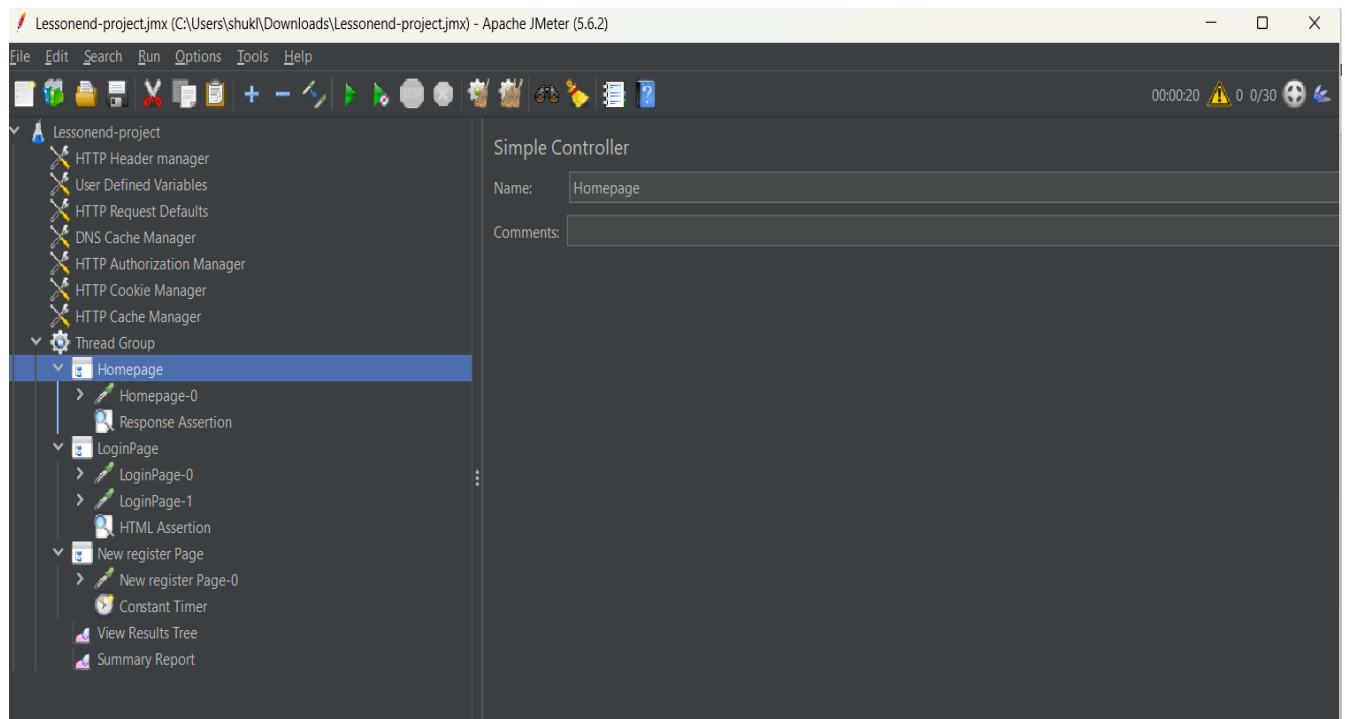 Lessonend-project.jmx (C:\Users\shukl\Downloads\Lessonend-project.jmx) - Apache JMeter (5.6.2)
File Edit Search Run Options Tools Help
STOP
00:00:20 0 0/30
Lessonend-project
HTTP Header manager
User Defined Variables
HTTP Request Defaults
DNS Cache Manager
HTTP Authorization Manager
HTTP Cookie Manager
HTTP Cache Manager
Thread Group
Homepage
Homepage-0
Response Assertion
LoginPage
LoginPage-0
LoginPage-1
HTML Assertion
New register Page
New register Page-0
Constant Timer
View Results Tree
Summary Report
Simple Controller
Name: Homepage
Comments: